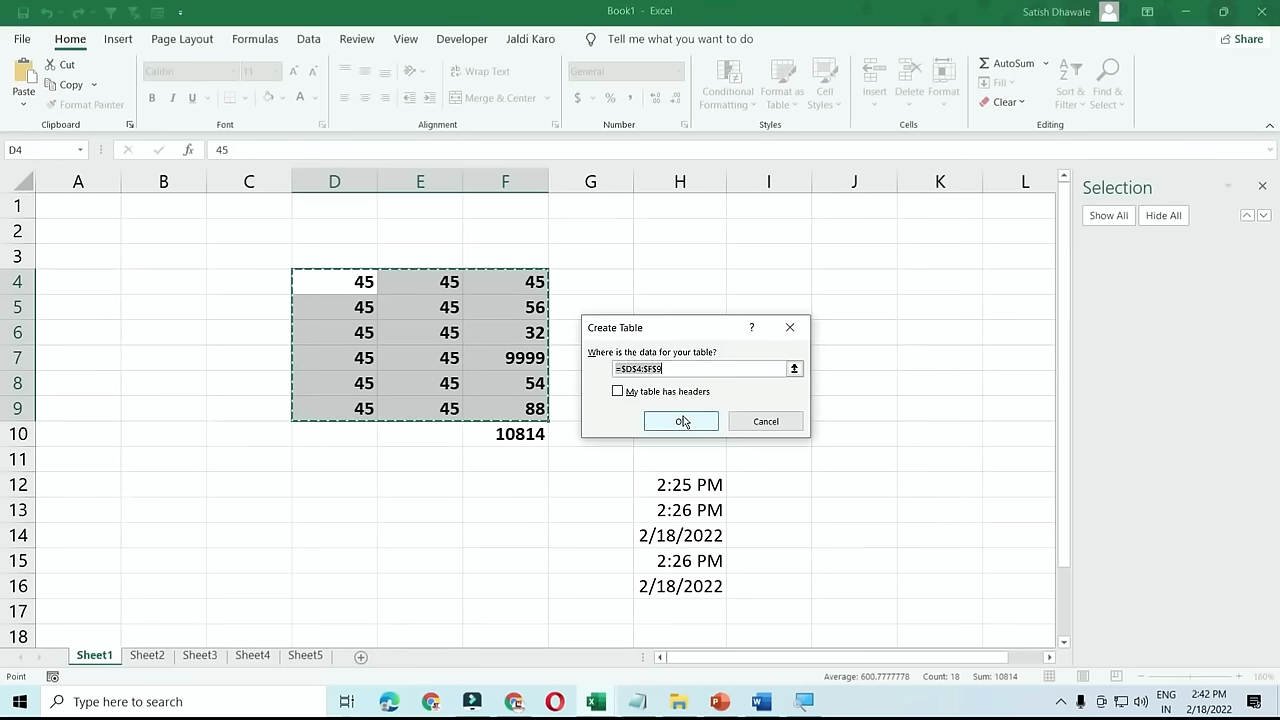 Book1 - Excel
Satish Dhawale
File Home Insert Page Layout Formulas Data Review View Developer Jaldi Karo Tell me what you want to do Share
Paste
Cut
Copy
Format Painter
Clipboard
Calibri 11
B I U
Font
Wrap Text
Merge & Center
Alignment
General
$ % ,
Number
Conditional Formatting
Format as Table
Cell Styles
Styles
Insert Delete Format
Cells
AutoSum
Fill
Clear
Sort & Filter
Find & Select
Editing
D4 fx 45
A B C D E F G H I J K L
1
2
3
4 45 45 45
5 45 45 56
6 45 45 32
7 45 45 9999
8 45 45 54
9 45 45 88
10 10814
11
12 2:25 PM
13 2:26 PM
14 2/18/2022
15 2:26 PM
16 2/18/2022
17
18
Create Table ?
Where is the data for your table?
=$D$4:$F$9
My table has headers
Cancel
Selection
Show All Hide All
Sheet1 Sheet2 Sheet3 Sheet4 Sheet5
Point Average: 600.7777778 Count: 18 Sum: 10814 160%
Type here to search
ENG
IN
2:42 PM
2/18/2022